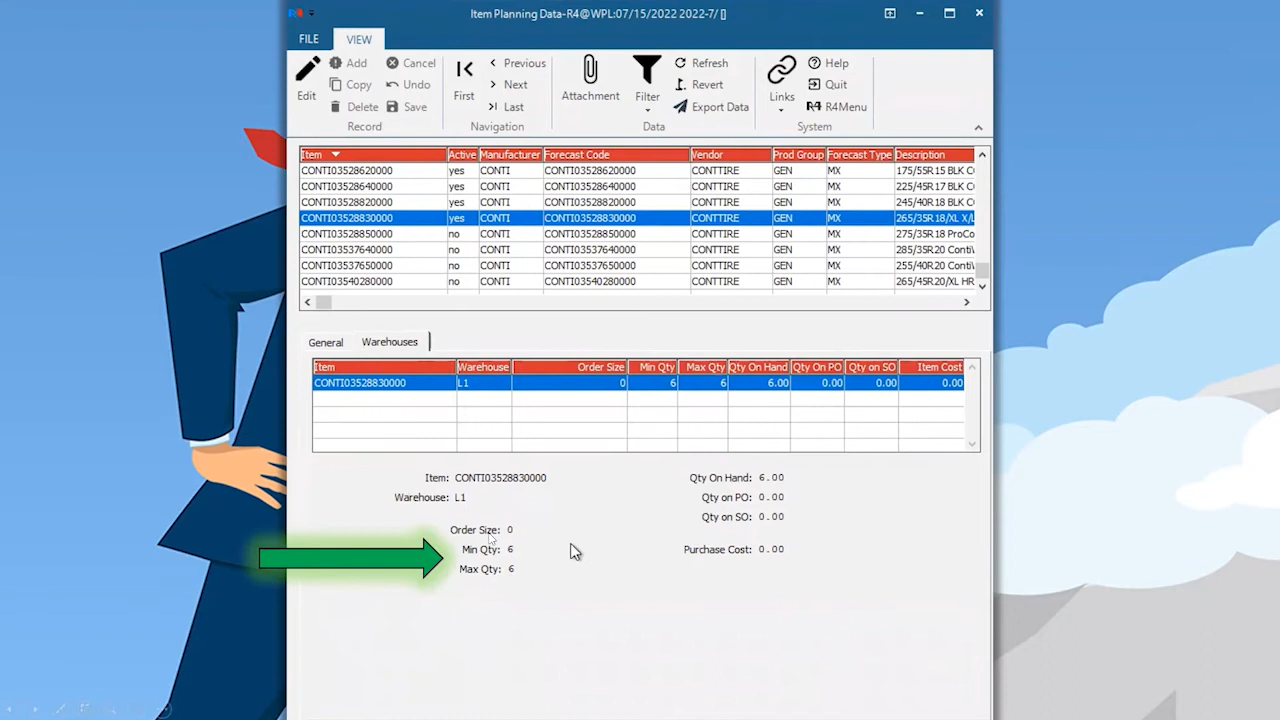 R4 Item Planning Data-R4@WPL:07/15/2022 2022-7/ []
FILE VIEW
Edit
Add
Copy
Delete
Cancel
Undo
Save
Record
First
Previous
Next
Last
Navigation
Attachment
Filter
Refresh
Revert
Export Data
Data
Links
Help
Quit
R4 R4Menu
System
Item Active Manufacturer Forecast Code Vendor Prod Group Forecast Type Description
CONTI03528620000 yes CONTI CONTI03528620000 CONTTIRE GEN MX 175/55R15 BLK C
CONTI03528640000 yes CONTI CONTI03528640000 CONTTIRE GEN MX 225/45R17 BLK C
CONTI03528820000 yes CONTI CONTI03528820000 CONTTIRE GEN MX 245/40R18 BLK C
CONTI03528830000 yes CONTI CONTI03528830000 CONTTIRE GEN MX 265/35R18/XL X/L
CONTI03528850000 no CONTI CONTI03528850000 CONTTIRE GEN MX 275/35R18 ProCo
CONTI03537640000 no CONTI CONTI03537640000 CONTTIRE GEN MX 285/35R20 Conti
CONTI03537650000 no CONTI CONTI03537650000 CONTTIRE GEN MX 255/40R20 Conti
CONTI03540280000 no CONTI CONTI03540280000 CONTTIRE GEN MX 265/45R20/XL HR
General Warehouses
Item Warehouse Order Size Min Qty Max Qty Qty On Hand Qty On PO Qty on SO Item Cost
CONTI03528830000 L1 0 6 6 6.00 0.00 0.00 0.00
Item: CONTI03528830000 Qty On Hand: 6.00
Warehouse: L1 Qty on PO: 0.00
Qty on SO: 0.00
Order Size: 0
Min Qty: 6 Purchase Cost: 0.00
Max Qty: 6